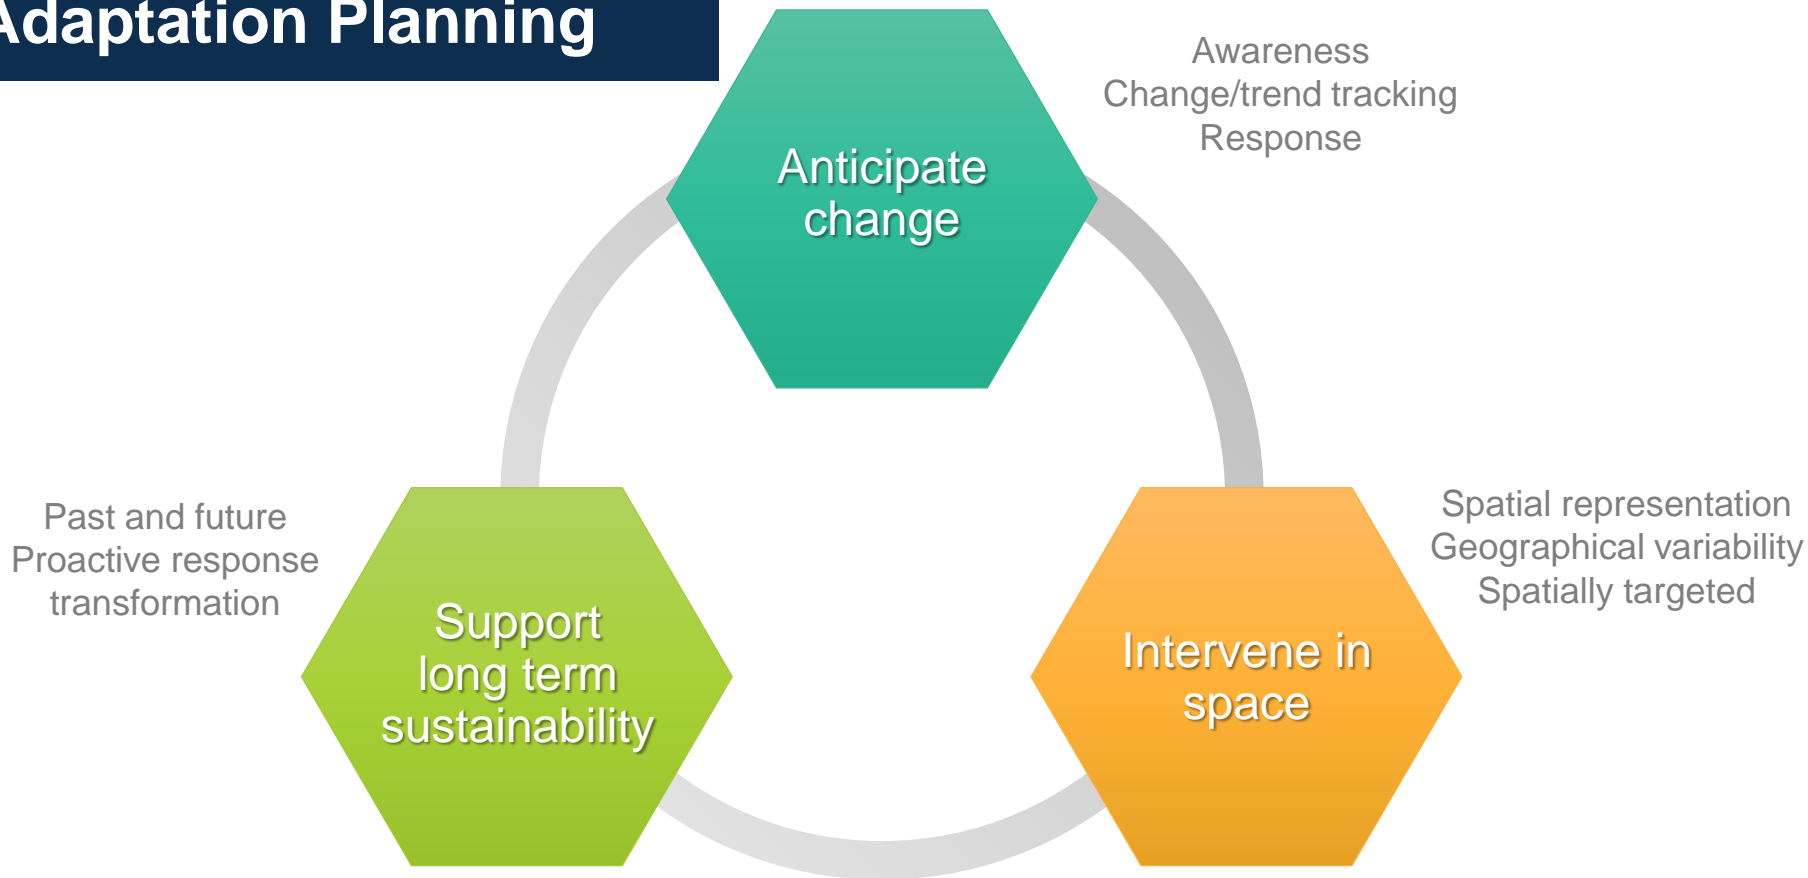 Adaptation Planning
Awareness
Change/trend tracking
Response
Anticipate
change
Past and future
Proactive response
transformation
Support
long term
sustainability
Intervene in
space
Spatial representation
Geographical variability
Spatially targeted